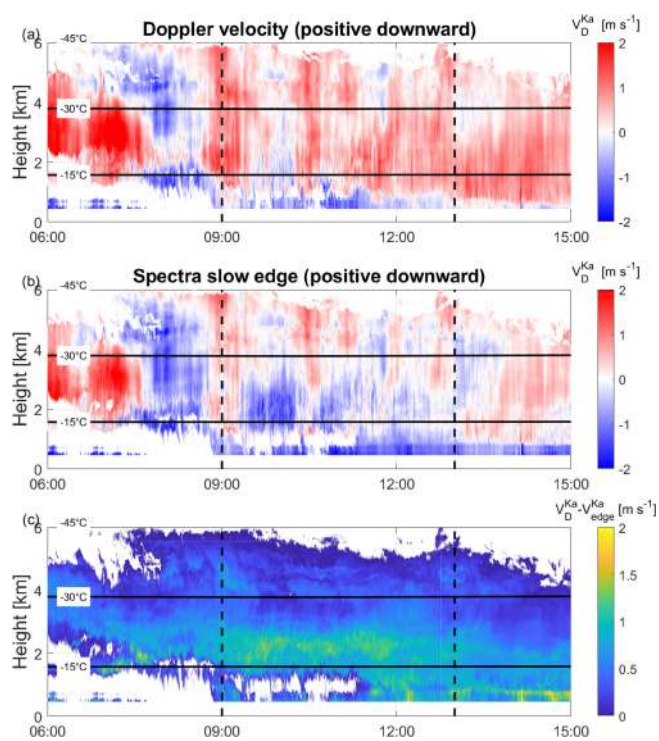 (a) Doppler velocity (positive downward)
V_D^Ka [m s⁻¹]
6
-45°C
2
4
-30°C
1
Height [km]
0
2
-15°C
-1
0
-2
06:00 09:00 12:00 15:00
(b) Spectra slow edge (positive downward)
V_D^Ka [m s⁻¹]
6
-45°C
2
4
-30°C
1
Height [km]
0
2
-15°C
-1
0
-2
06:00 09:00 12:00 15:00
(c)
V_D^Ka-V_edge^Ka [m s⁻¹]
6
-45°C
2
4
-30°C
1.5
Height [km]
1
2
-15°C
0.5
0
0
06:00 09:00 12:00 15:00